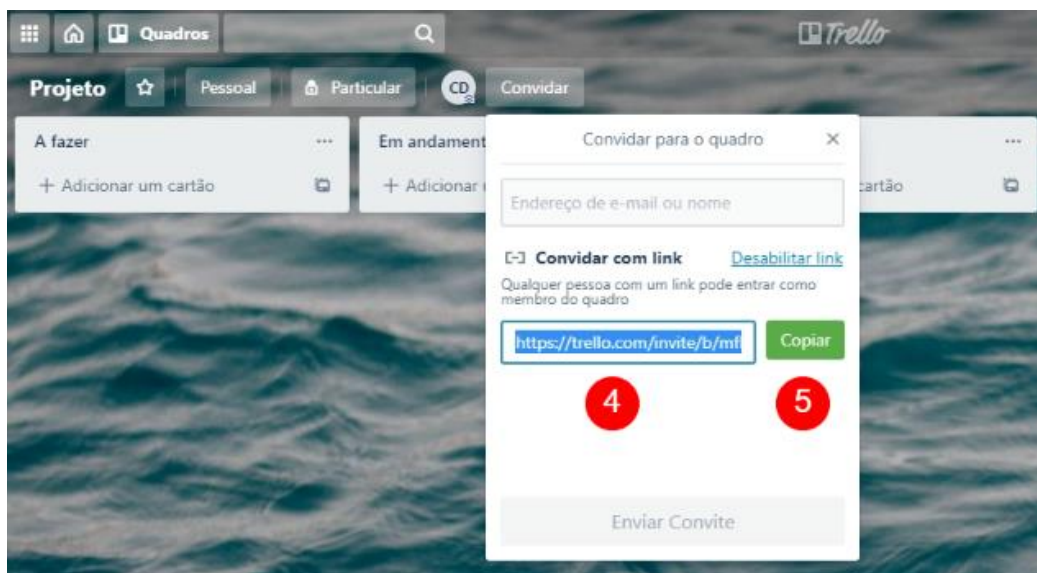 Quadros
Trello
Projeto
Pessoal
Particular
CD
Convidar
A fazer
Em andament
Convidar para o quadro
+ Adicionar um cartão
+ Adicionar
cartão
Endereço de e-mail ou nome
Convidar com link
Desabilitar link
Qualquer pessoa com um link pode entrar como
membro do quadro
https://trello.com/invite/b/mfl
Copiar
4
5
Enviar Convite